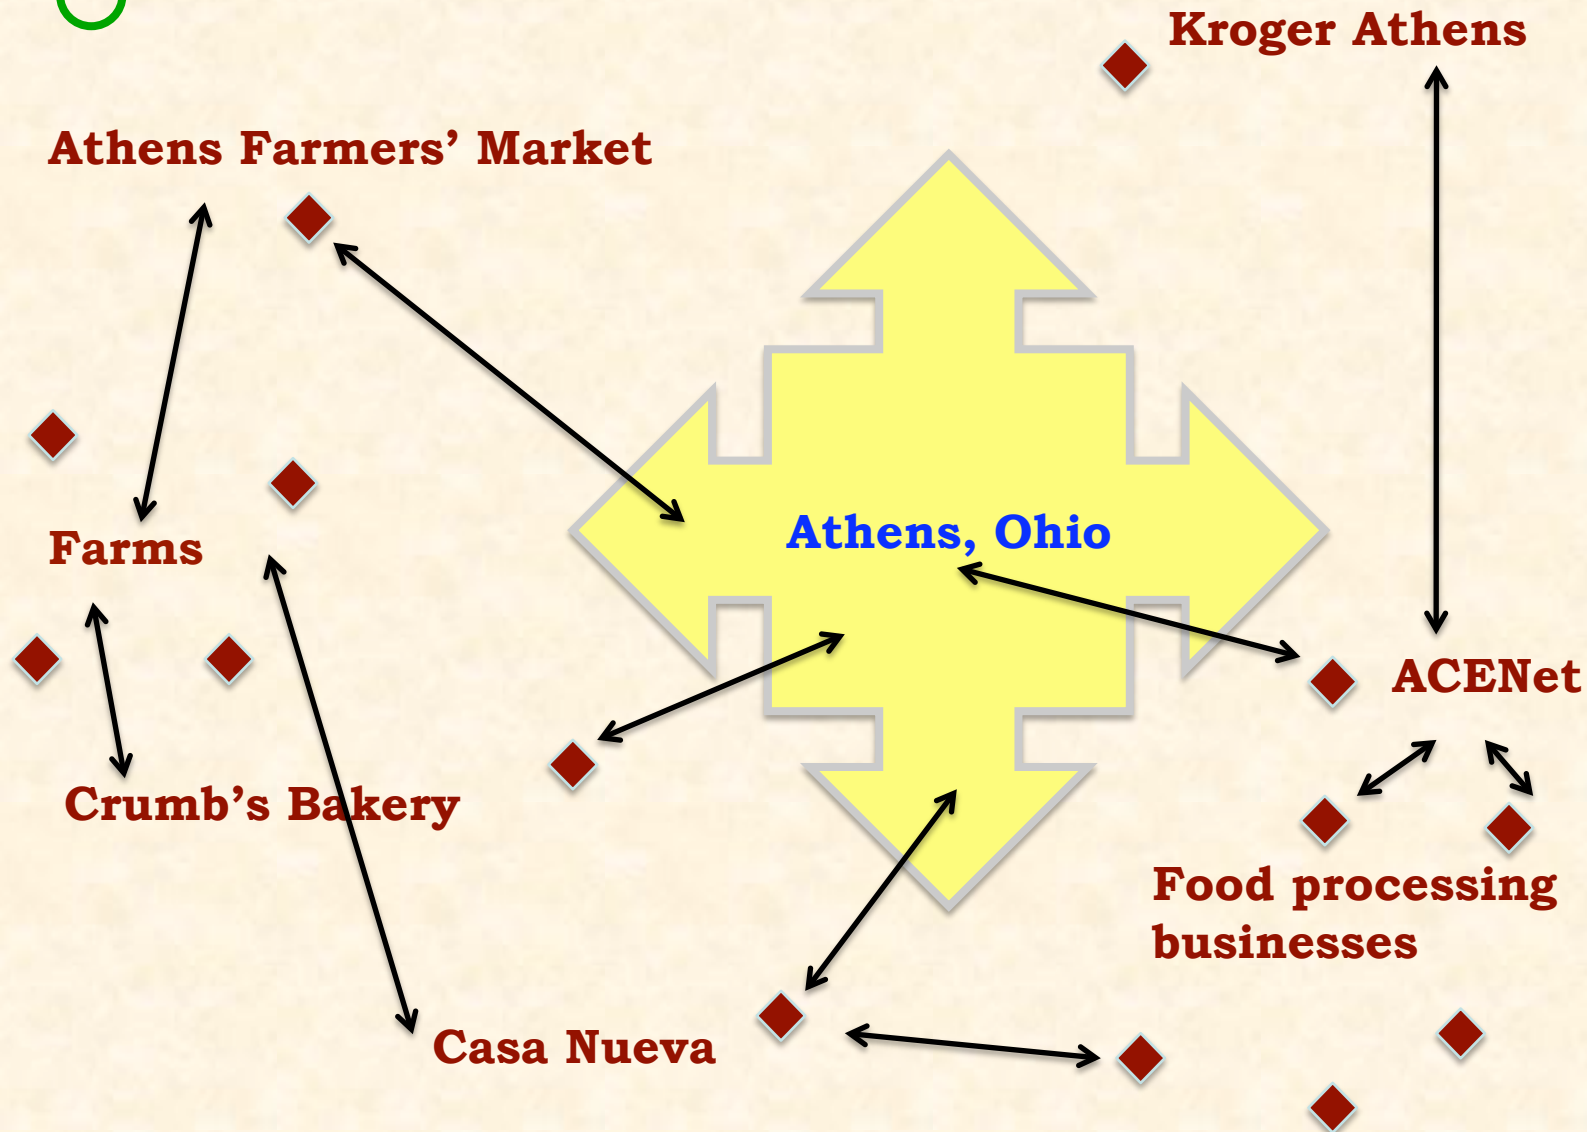 Kroger Athens
Athens Farmers’ Market
Athens, Ohio
Farms
ACENet
Crumb’s Bakery
Food processing
businesses
Casa Nueva